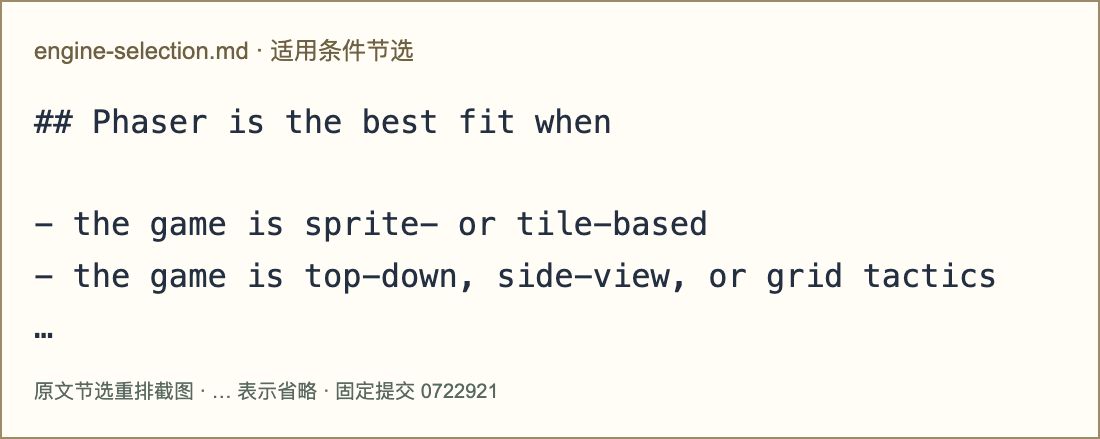 engine-selection.md · 适用条件节选
## Phaser is the best fit when
- the game is sprite- or tile-based
- the game is top-down, side-view, or grid tactics
…
原文节选重排截图 · … 表示省略 · 固定提交 0722921